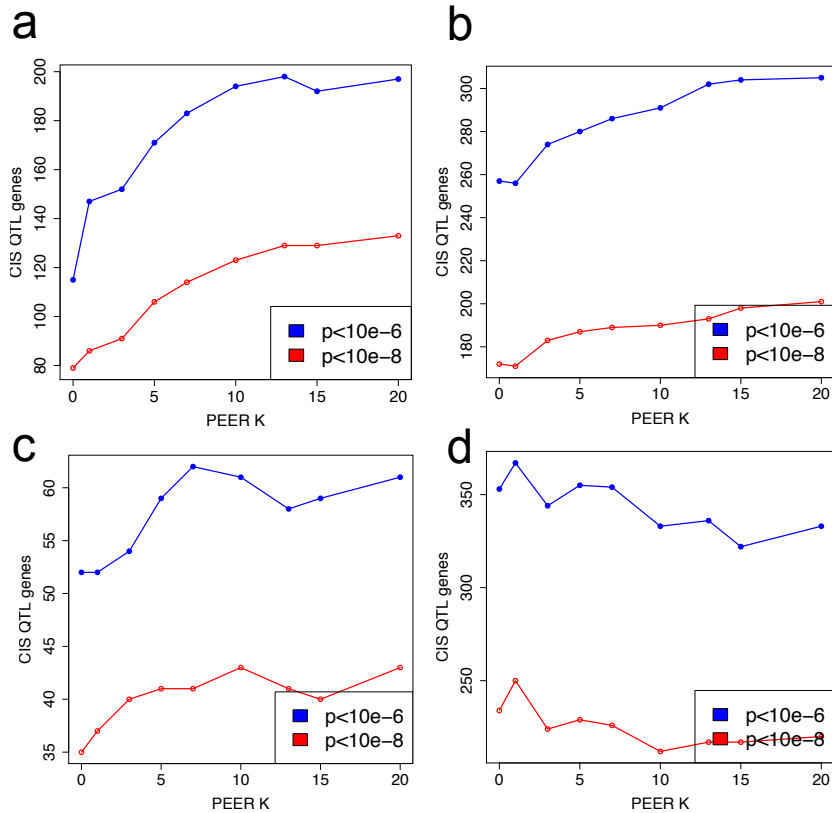 a
CIS QTL genes
200
180
160
140
120
100
80
p<10e−6
p<10e−8
0 5 10 15 20
PEER K
b
CIS QTL genes
300
280
260
240
220
200
180
p<10e−6
p<10e−8
0 5 10 15 20
PEER K
c
CIS QTL genes
60
55
50
45
40
35
p<10e−6
p<10e−8
0 5 10 15 20
PEER K
d
CIS QTL genes
350
300
250
p<10e−6
p<10e−8
0 5 10 15 20
PEER K